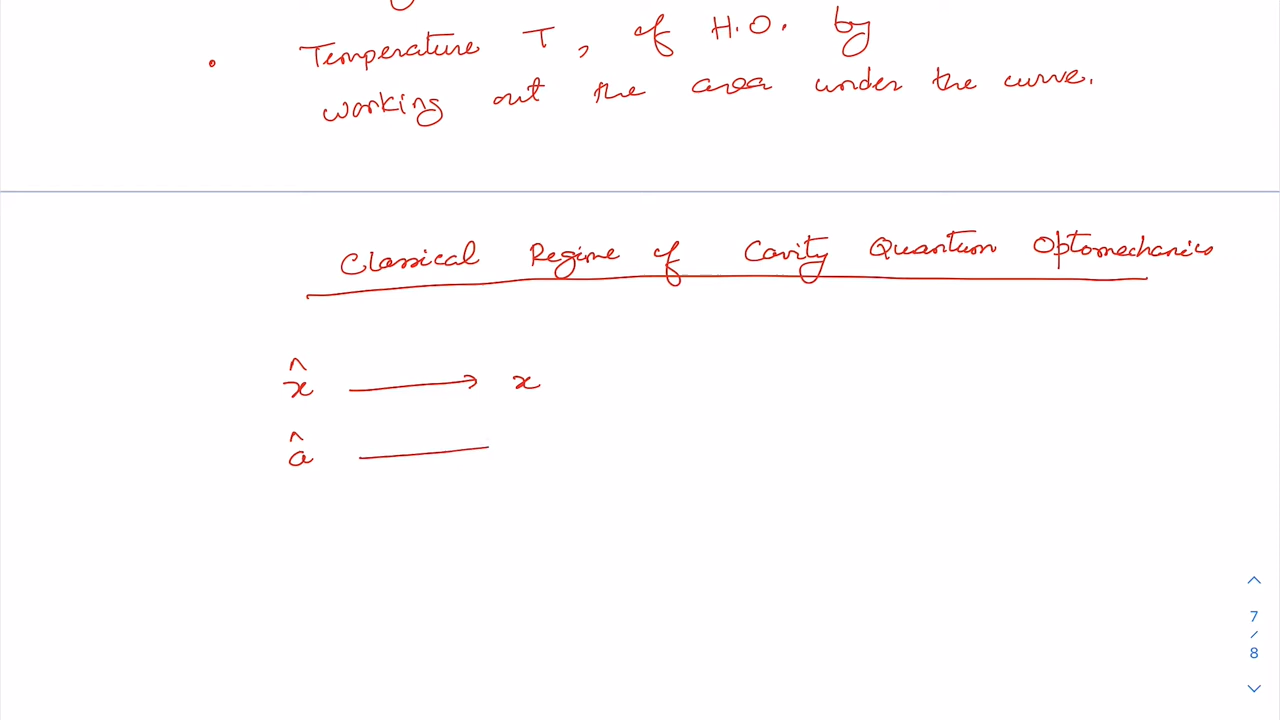 • Temperature T, of H.O. by
working out the area under the curve.
Classical Regime of Cavity Quantum Optomechanics
x̂ ⟶ x
â —
7
/
8